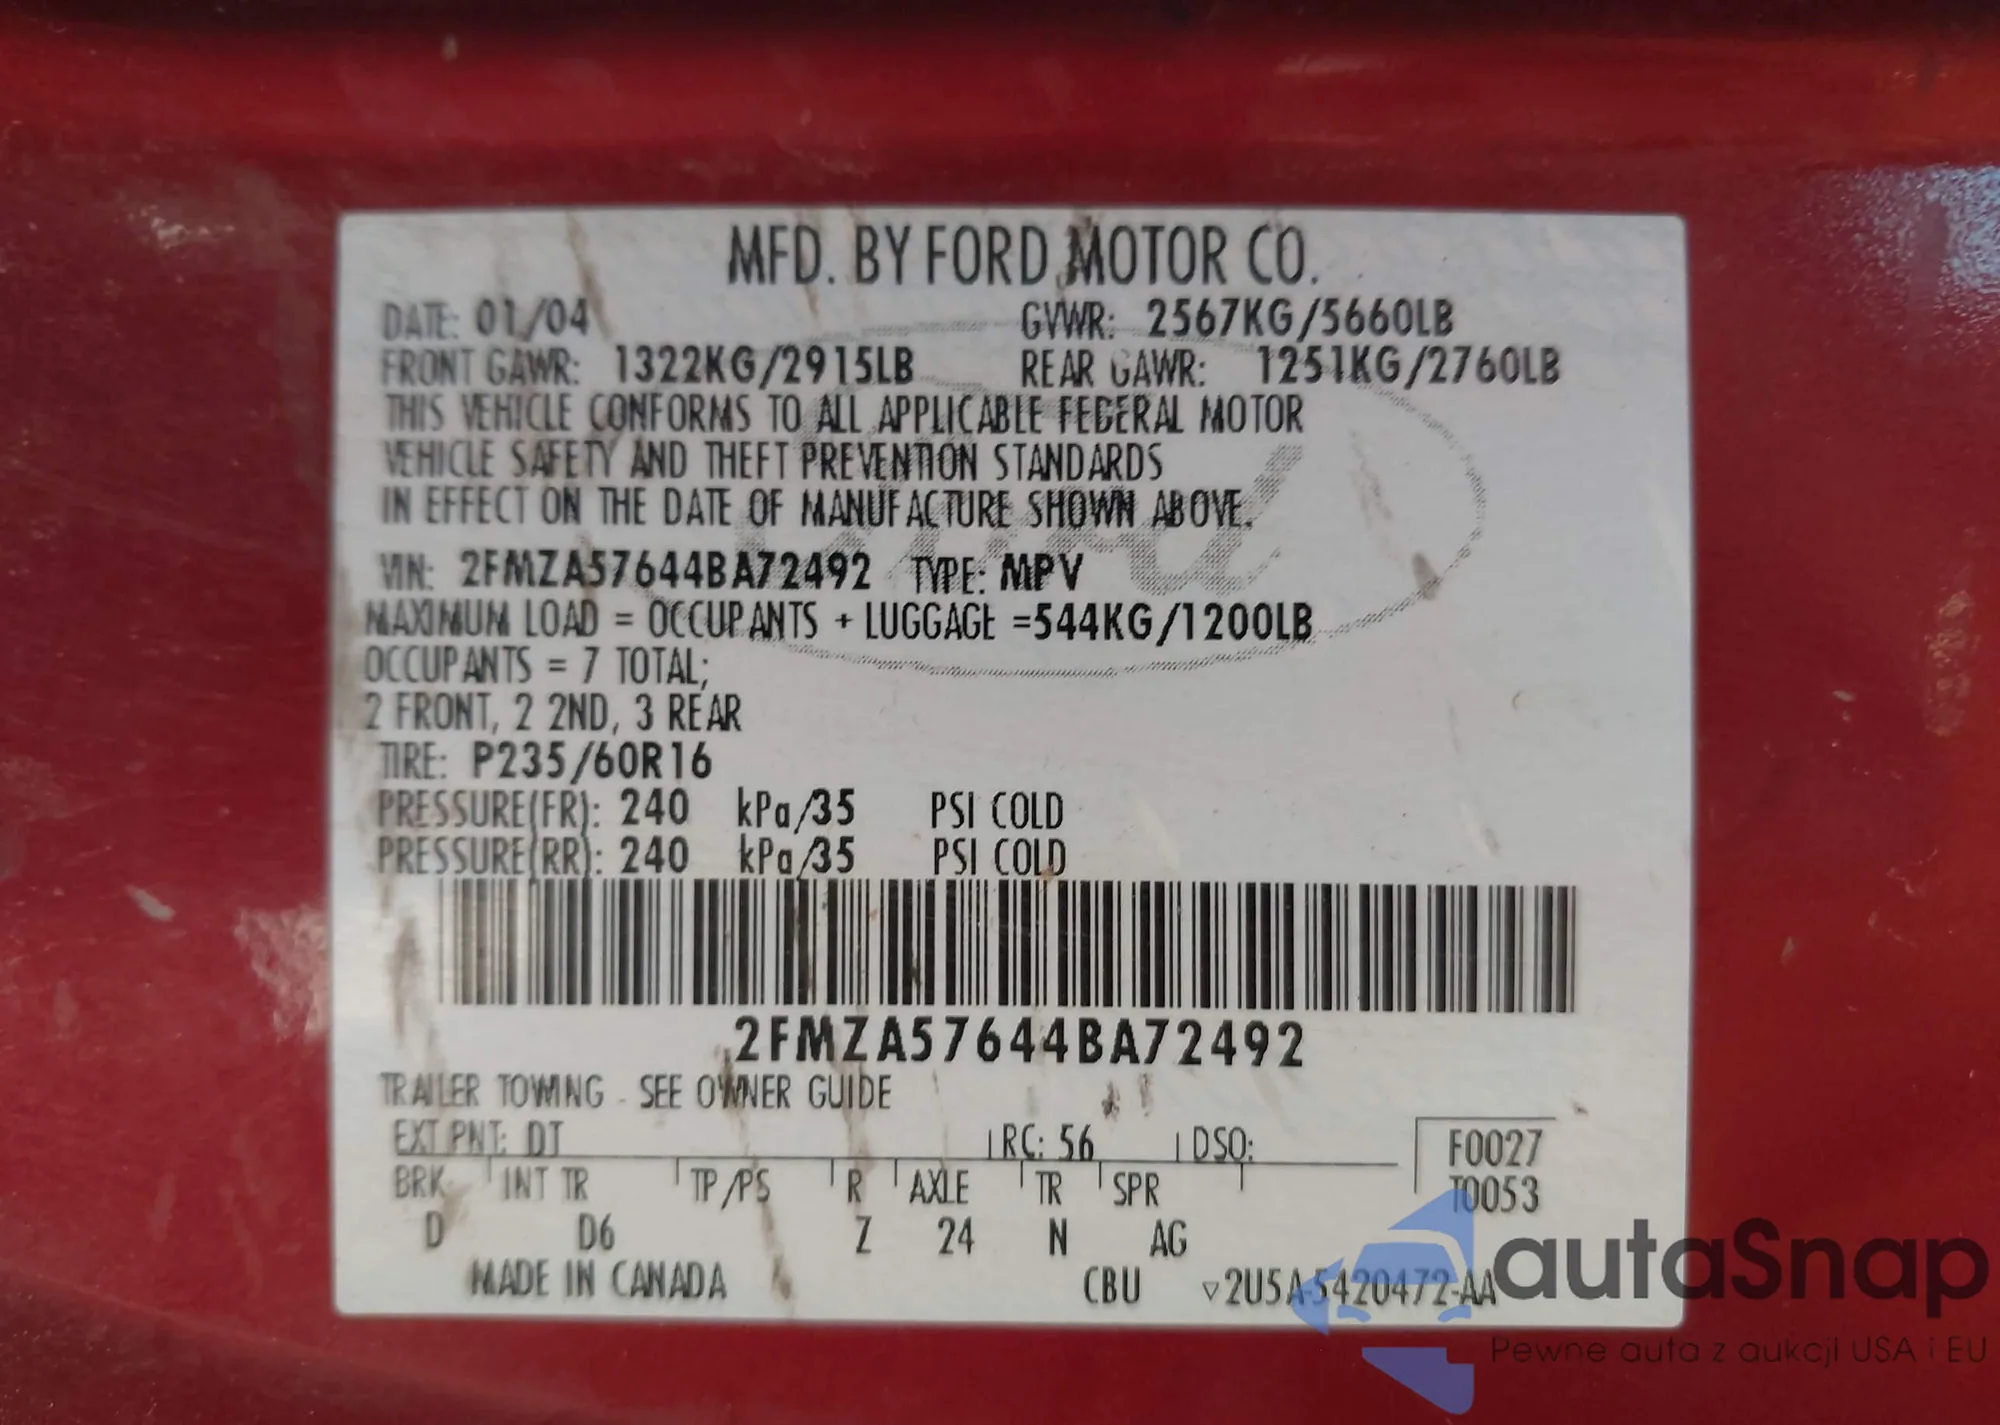 MFD. BY FORD MOTOR CO.
DATE: 01/04 GVWR: 2567KG/5660LB
FRONT GAWR: 1322KG/2915LB REAR GAWR: 1251KG/2760LB
THIS VEHICLE CONFORMS TO ALL APPLICABLE FEDERAL MOTOR
VEHICLE SAFETY AND THEFT PREVENTION STANDARDS
IN EFFECT ON THE DATE OF MANUFACTURE SHOWN ABOVE.
VIN: 2FMZA57644BA72492 TYPE: MPV
MAXIMUM LOAD = OCCUPANTS + LUGGAGE =544KG/1200LB
OCCUPANTS = 7 TOTAL;
2 FRONT, 2 2ND, 3 REAR
TIRE: P235/60R16
PRESSURE(FR): 240 kPa/35 PSI COLD
PRESSURE(RR): 240 kPa/35 PSI COLD
2FMZA57644BA72492
TRAILER TOWING - SEE OWNER GUIDE
EXT PNT: DT RC: 56 DSO: F0027
BRK INT TR TP/PS R AXLE TR SPR T0053
D D6 Z 24 N AG
MADE IN CANADA CBU ▽2U5A-5420472-AA
autaSnap
Pewne auta z aukcji USA i EU